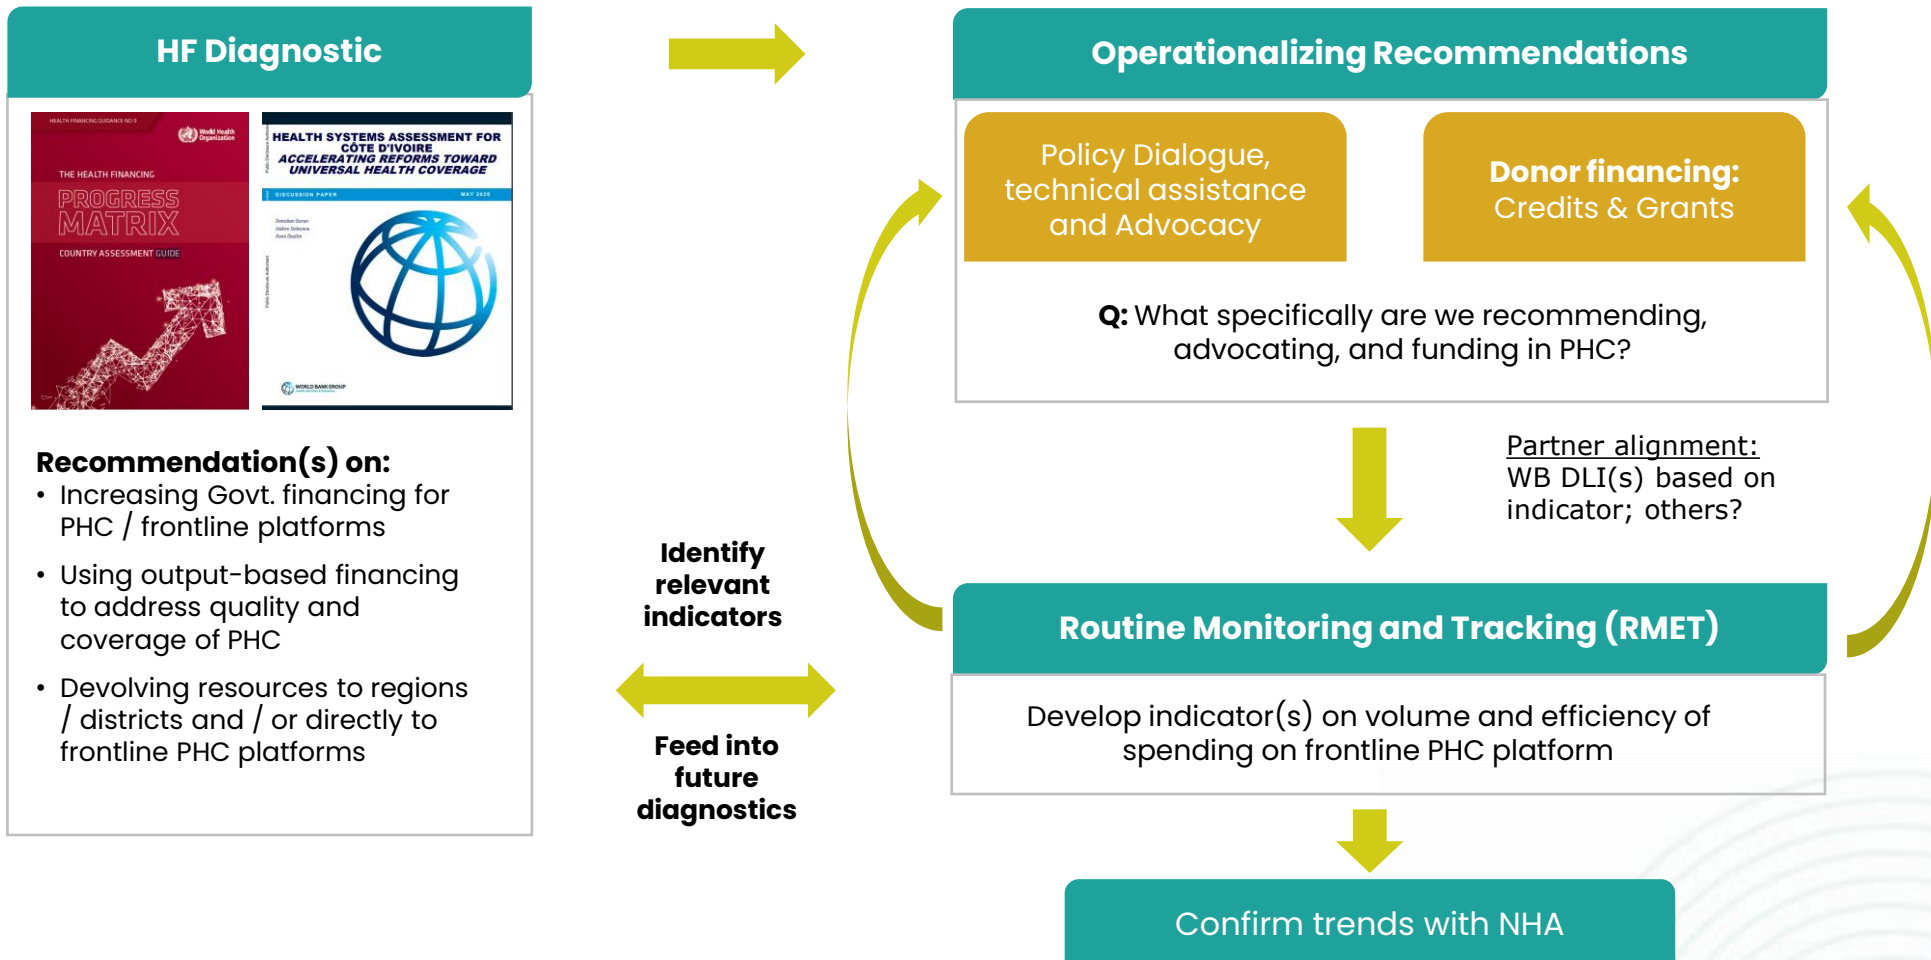 HF Diagnostic
HEALTH FINANCING GUIDANCE NO 9
World Health
Organization
THE HEALTH FINANCING
PROGRESS
MATRIX
COUNTRY ASSESSMENT GUIDE
Public Disclosure Authorized
Public Disclosure Authorized
HEALTH SYSTEMS ASSESSMENT FOR
CÔTE D'IVOIRE
ACCELERATING REFORMS TOWARD
UNIVERSAL HEALTH COVERAGE
DISCUSSION PAPER
MAY 2020
WORLD BANK GROUP
Recommendation(s) on:
• Increasing Govt. financing for
PHC / frontline platforms
• Using output-based financing
to address quality and
coverage of PHC
• Devolving resources to regions
/ districts and / or directly to
frontline PHC platforms
Identify
relevant
indicators
Feed into
future
diagnostics
Operationalizing Recommendations
Policy Dialogue,
technical assistance
and Advocacy
Donor financing:
Credits & Grants
Q: What specifically are we recommending,
advocating, and funding in PHC?
Partner alignment:
WB DLI(s) based on
indicator; others?
Routine Monitoring and Tracking (RMET)
Develop indicator(s) on volume and efficiency of
spending on frontline PHC platform
Confirm trends with NHA